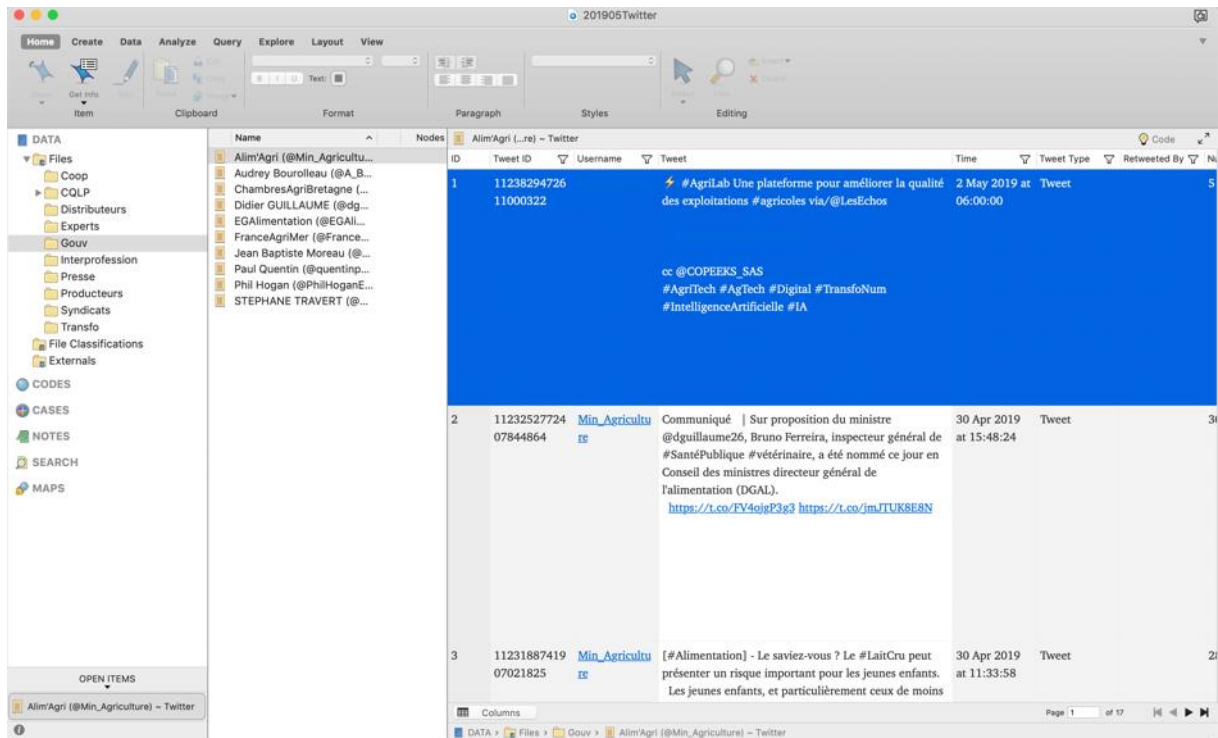 201905Twitter
Home Create Data Analyze Query Explore Layout View
Get Info
Text:
Item Clipboard Format Paragraph Styles Editing
DATA
Files
Coop
CQLP
Distributeurs
Experts
Gouv
Interprofession
Presse
Producteurs
Syndicats
Transfo
File Classifications
Externals
CODES
CASES
NOTES
SEARCH
MAPS
OPEN ITEMS
Alim'Agri (@Min_Agriculture) ~ Twitter
Name Nodes
Alim'Agri (@Min_Agricultu...
Audrey Bourolleau (@A_B...
ChambresAgriBretagne (...
Didier GUILLAUME (@dg...
EGAlimentation (@EGAli...
FranceAgriMer (@France...
Jean Baptiste Moreau (@...
Paul Quentin (@quentinp...
Phil Hogan (@PhilHoganE...
STEPHANE TRAVERT (@...
Alim'Agri (...re) ~ Twitter Code
ID Tweet ID Username Tweet Time Tweet Type Retweeted By Nu
1 11238294726 ⚡ #AgriLab Une plateforme pour améliorer la qualité 2 May 2019 at Tweet 5
11000322 des exploitations #agricoles via/@LesEchos 06:00:00
cc @COPEEKS_SAS
#AgriTech #AgTech #Digital #TransfoNum
#IntelligenceArtificielle #IA
2 11232527724 Min_Agricultu Communiqué | Sur proposition du ministre 30 Apr 2019 Tweet
07844864 re @dguillaume26, Bruno Ferreira, inspecteur général de at 15:48:24
#SantéPublique #vétérinaire, a été nommé ce jour en
Conseil des ministres directeur général de
l'alimentation (DGAL).
https://t.co/FV4ojgP3g3 https://t.co/jmJTUK8E8N
3 11231887419 Min_Agricultu [#Alimentation] - Le saviez-vous ? Le #LaitCru peut 30 Apr 2019 Tweet
07021825 re présenter un risque important pour les jeunes enfants. at 11:33:58
Les jeunes enfants, et particulièrement ceux de moins
Columns Page 1 of 17
DATA › Files › Gouv › Alim'Agri (@Min_Agriculture) ~ Twitter